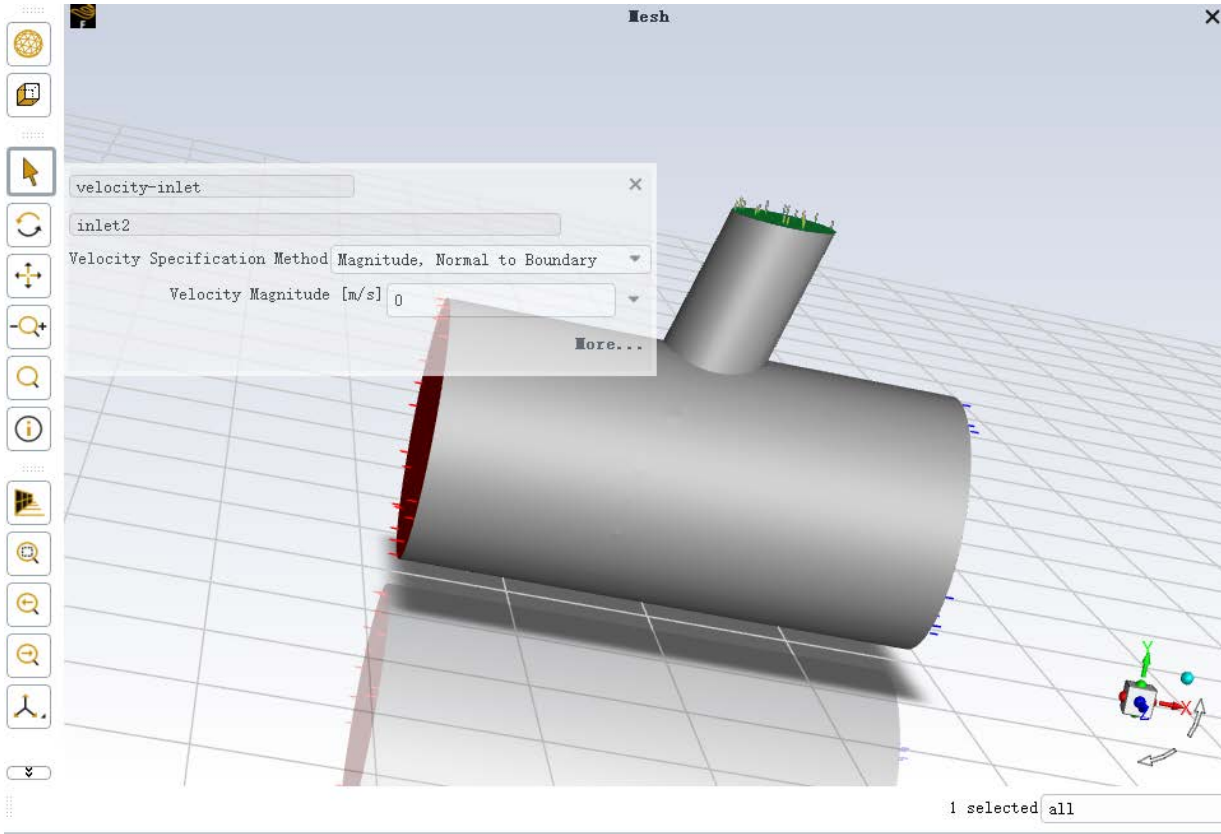 Mesh
velocity-inlet
inlet2
Velocity Specification Method Magnitude, Normal to Boundary
Velocity Magnitude [m/s] 0
More...
Y
X
Z
1 selected all